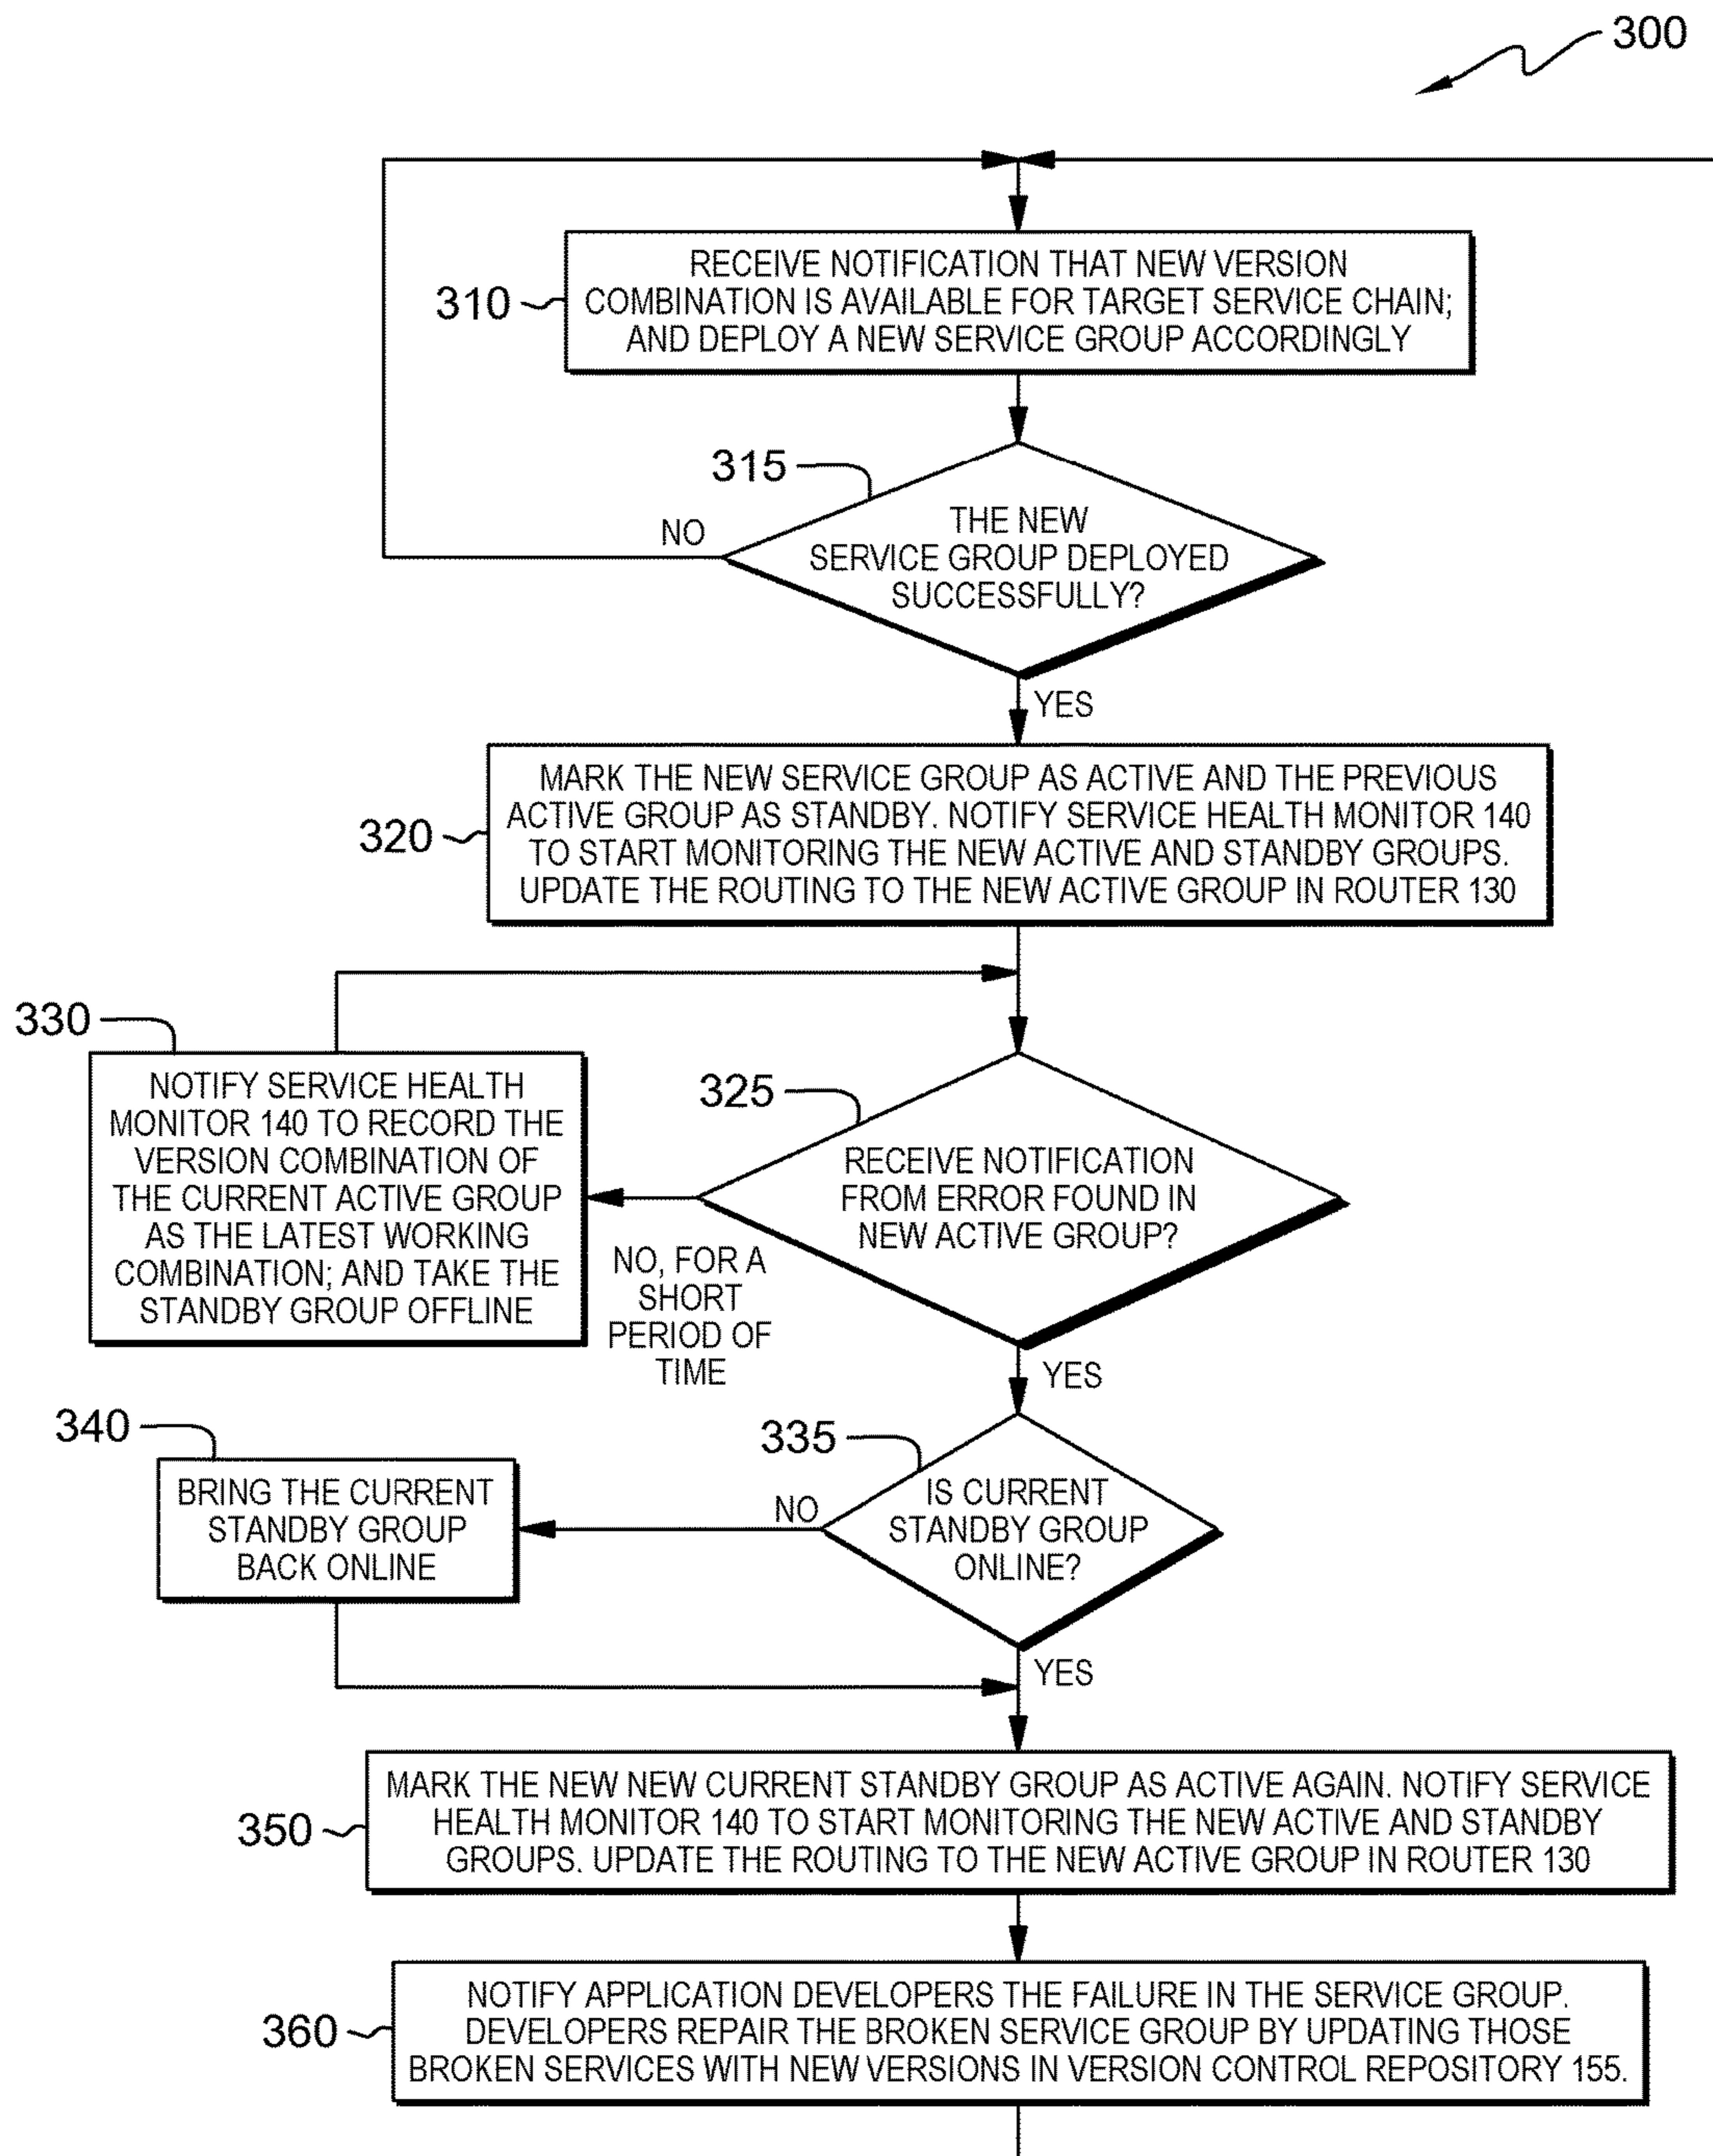 300
RECEIVE NOTIFICATION THAT NEW VERSION
COMBINATION IS AVAILABLE FOR TARGET SERVICE CHAIN;
AND DEPLOY A NEW SERVICE GROUP ACCORDINGLY
310
315
THE NEW
SERVICE GROUP DEPLOYED
SUCCESSFULLY?
NO
YES
MARK THE NEW SERVICE GROUP AS ACTIVE AND THE PREVIOUS
ACTIVE GROUP AS STANDBY. NOTIFY SERVICE HEALTH MONITOR 140
TO START MONITORING THE NEW ACTIVE AND STANDBY GROUPS.
UPDATE THE ROUTING TO THE NEW ACTIVE GROUP IN ROUTER 130
320
330
NOTIFY SERVICE HEALTH
MONITOR 140 TO RECORD THE
VERSION COMBINATION OF
THE CURRENT ACTIVE GROUP
AS THE LATEST WORKING
COMBINATION; AND TAKE THE
STANDBY GROUP OFFLINE
325
RECEIVE NOTIFICATION
FROM ERROR FOUND IN
NEW ACTIVE GROUP?
NO, FOR A
SHORT
PERIOD OF
TIME
YES
340
BRING THE CURRENT
STANDBY GROUP
BACK ONLINE
335
IS CURRENT
STANDBY GROUP
ONLINE?
NO
YES
MARK THE NEW NEW CURRENT STANDBY GROUP AS ACTIVE AGAIN. NOTIFY SERVICE
HEALTH MONITOR 140 TO START MONITORING THE NEW ACTIVE AND STANDBY
GROUPS. UPDATE THE ROUTING TO THE NEW ACTIVE GROUP IN ROUTER 130
350
NOTIFY APPLICATION DEVELOPERS THE FAILURE IN THE SERVICE GROUP.
DEVELOPERS REPAIR THE BROKEN SERVICE GROUP BY UPDATING THOSE
BROKEN SERVICES WITH NEW VERSIONS IN VERSION CONTROL REPOSITORY 155.
360